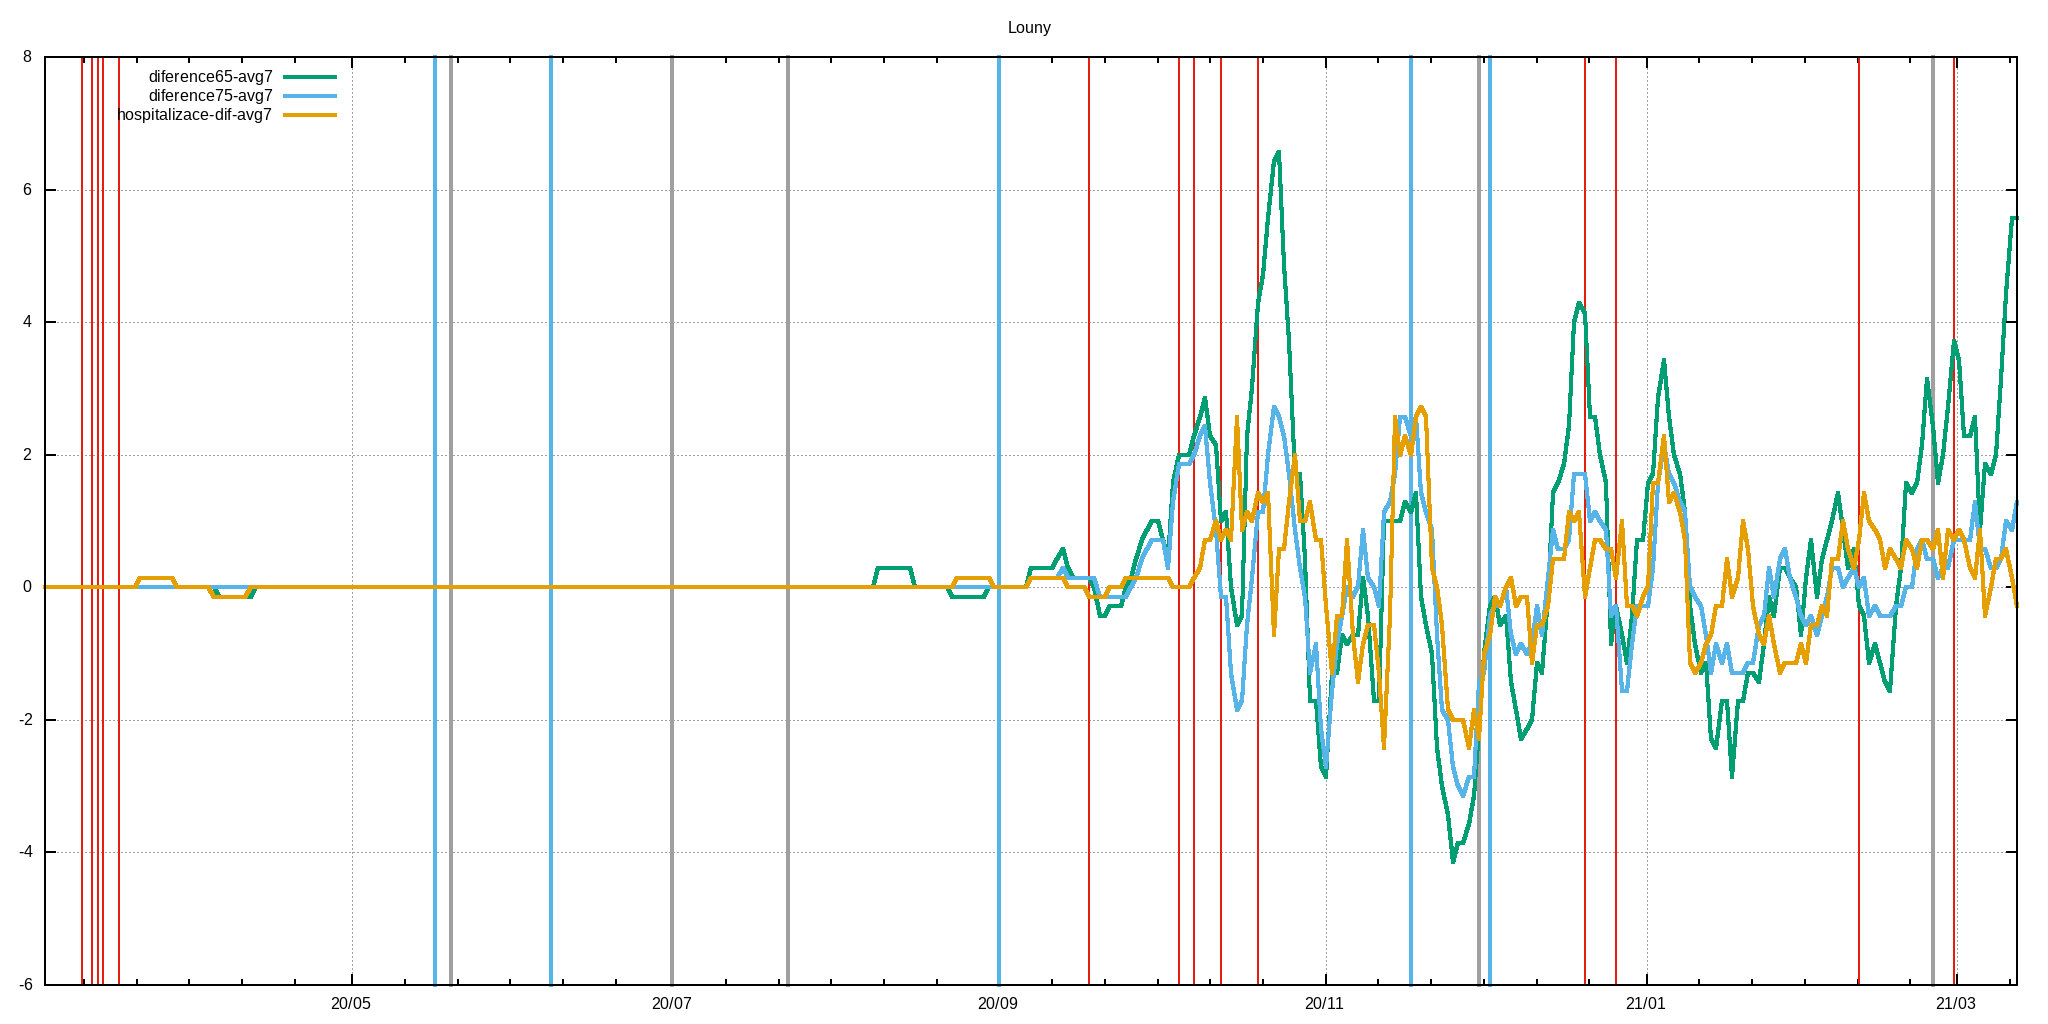 Louny
diference65-avg7
diference75-avg7
hospitalizace-dif-avg7
8
6
4
2
0
-2
-4
-6
20/05 20/07 20/09 20/11 21/01 21/03